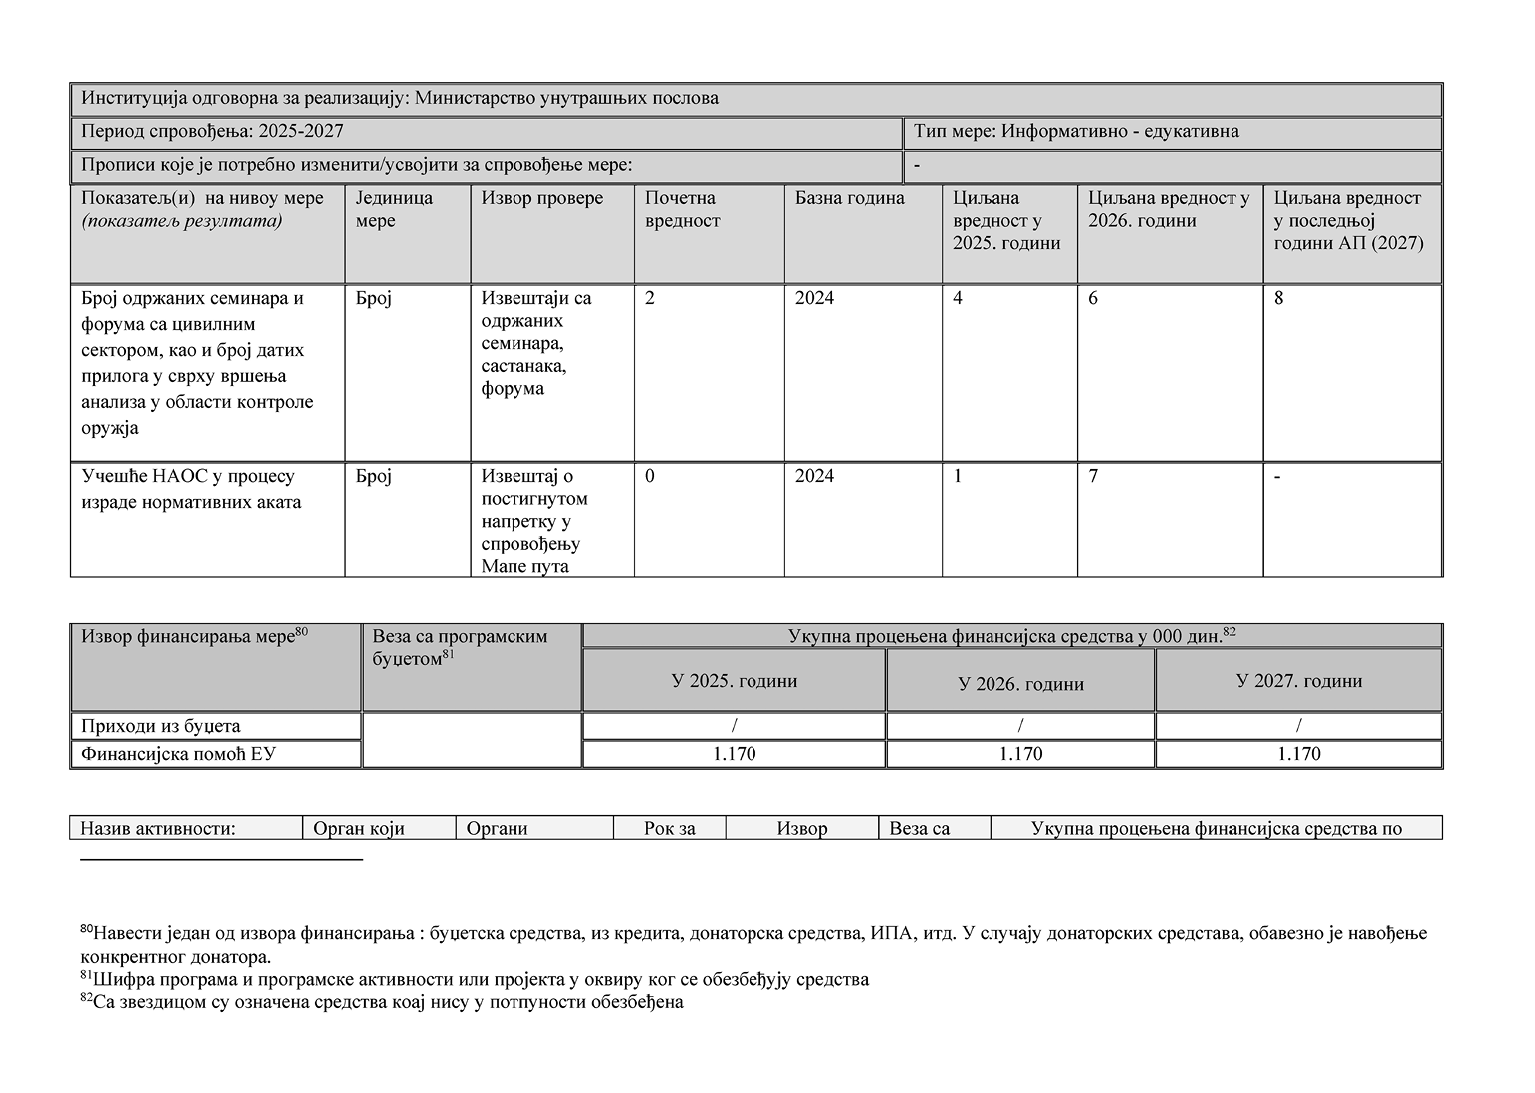 Институција одговорна за реализацију: Министарство унутрашњих послова
Период спровођења: 2025-2027
Тип мере: Информативно - едукативна
Прописи које је потребно изменити/усвојити за спровођење мере:
-
Показатељ(и) на нивоу мере
(показатељ резултата)
Јединица
мере
Извор провере
Почетна
вредност
Базна година
Циљана
вредност у
2025. години
Циљана вредност у
2026. години
Циљана вредност
у последњој
години АП (2027)
Број одржаних семинара и
форума са цивилним
сектором, као и број датих
прилога у сврху вршења
анализа у области контроле
оружја
Број
Извештаји са
одржаних
семинара,
састанака,
форума
2
2024
4
6
8
Учешће НАОС у процесу
израде нормативних аката
Број
Извештај о
постигнутом
напретку у
спровођењу
Мапе пута
0
2024
1
7
-
Извор финансирања мере80
Веза са програмским
буџетом81
Укупна процењена финансијска средства у 000 дин.82
У 2025. години
У 2026. години
У 2027. години
Приходи из буџета
/
/
/
Финансијска помоћ ЕУ
1.170
1.170
1.170
Назив активности:
Орган који
Органи
Рок за
Извор
Веза са
Укупна процењена финансијска средства по
80Навести један од извора финансирања : буџетска средства, из кредита, донаторска средства, ИПА, итд. У случају донаторских средстава, обавезно је навођење
конкретног донатора.
81Шифра програма и програмске активности или пројекта у оквиру ког се обезбеђују средства
82Са звездицом су означена средства коај нису у потпуности обезбеђена